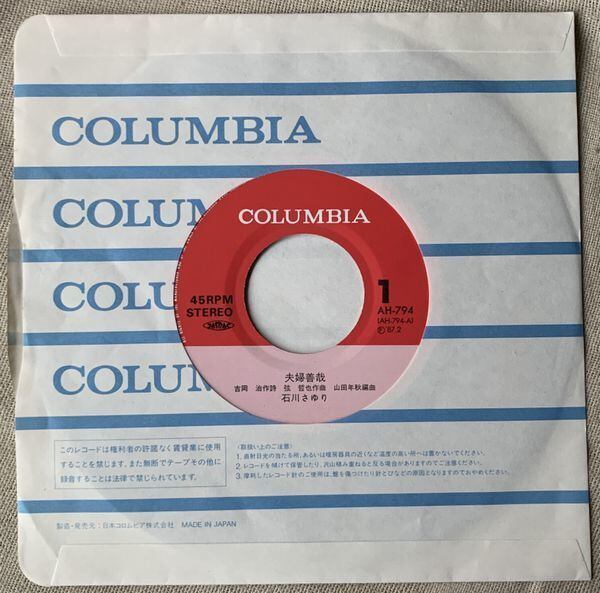 COLUMBIA
COLUM
COLU
COLUM
COLUMBIA
45RPM
STEREO
1
AH-794
(AH-794-A)
Ⓟ'87.2
夫婦善哉
吉岡 治作詩 弦 哲也作曲 山田年秋編曲
石川さゆり
このレコードは権利者の許諾なく賃貸業に使用
することを禁じます。また無断でテープその他に
録音することは法律で禁じられています。
〈取扱い上のご注意〉
1. 直射日光の当たる所、あるいは暖房器具の近くなど温度の高い所へは置かないでください。
2. レコードを傾けて保管したり、沢山積み重ねると反る場合がありますのでご注意ください。
3. 摩耗したレコード針のご使用は、盤を傷つけたり針とびなどの原因となりますのでおやめください。
製造・発売元:日本コロムビア株式会社 MADE IN JAPAN